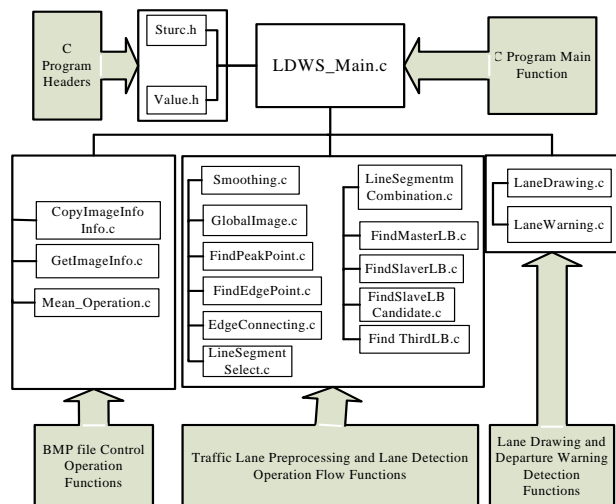 C
Program
Headers
Sturc.h
Value.h
LDWS_Main.c
C Program Main
Function
CopyImageInfo
Info.c
GetImageInfo.c
Mean_Operation.c
Smoothing.c
GlobalImage.c
FindPeakPoint.c
FindEdgePoint.c
EdgeConnecting.c
LineSegment
Select.c
LineSegmentm
Combination.c
FindMasterLB.c
FindSlaverLB.c
FindSlaveLB
Candidate.c
Find ThirdLB.c
LaneDrawing.c
LaneWarning.c
BMP file Control
Operation
Functions
Traffic Lane Preprocessing and Lane Detection
Operation Flow Functions
Lane Drawing and
Departure Warning
Detection
Functions